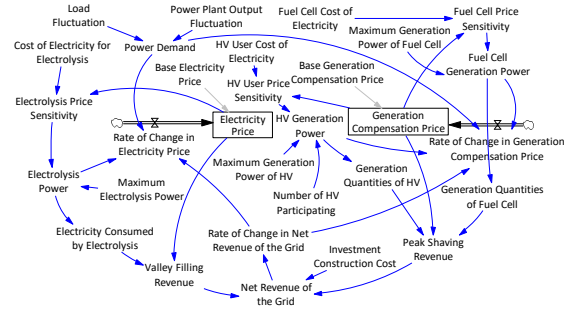 Load
Fluctuation
Power Plant Output
Fluctuation
Fuel Cell Cost of
Electricity
Fuel Cell Price
Sensitivity
Cost of Electricity for
Electrolysis
Power Demand
HV User Cost of
Electricity
Maximum Generation
Power of Fuel Cell
Fuel Cell
Generation Power
Base Electricity
Price
HV User Price
Sensitivity
Base Generation
Compensation Price
Electrolysis Price
Sensitivity
Rate of Change in
Electricity Price
Electricity
Price
HV Generation
Power
Generation
Compensation Price
Rate of Change in Generation
Compensation Price
Electrolysis
Power
Maximum
Electrolysis Power
Maximum Generation
Power of HV
Generation
Quantities of HV
Number of HV
Participating
Generation Quantities
of Fuel Cell
Electricity Consumed
by Electrolysis
Rate of Change in Net
Revenue of the Grid
Investment
Construction Cost
Peak Shaving
Revenue
Valley Filling
Revenue
Net Revenue of
the Grid